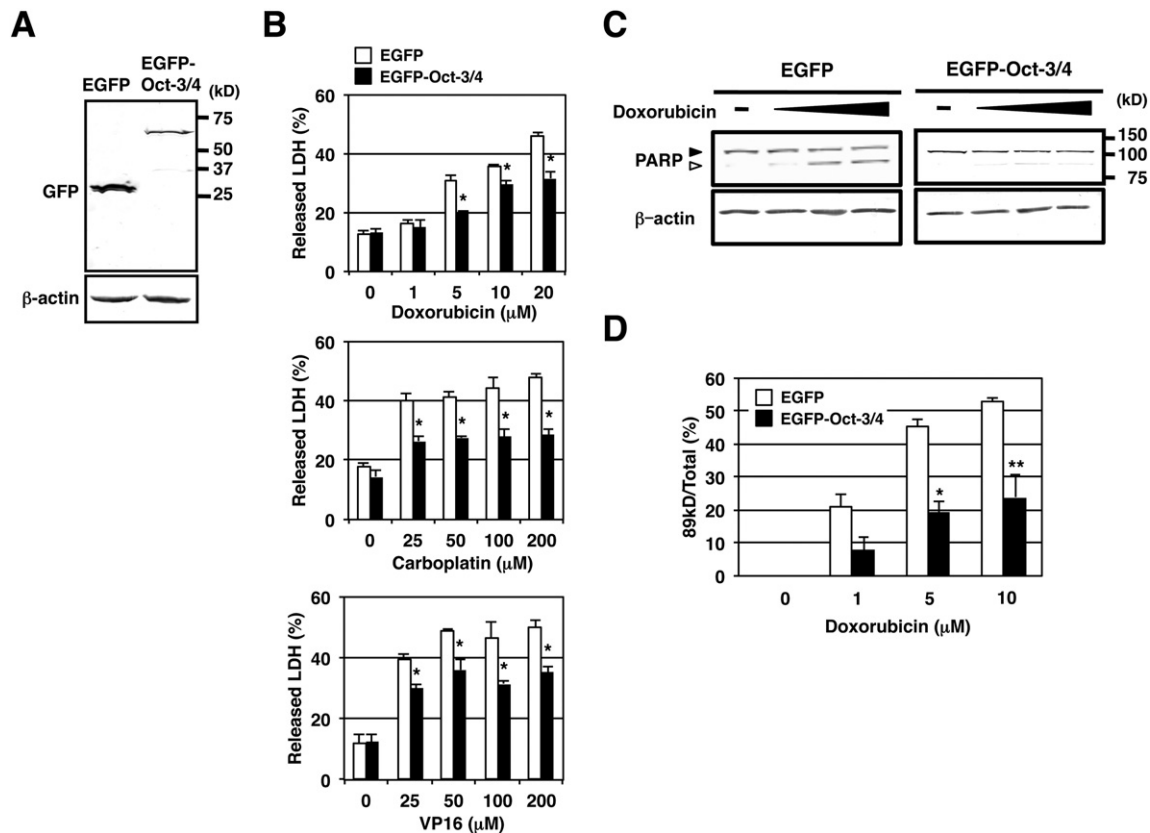 A
EGFP
EGFP-
Oct-3/4
(kD)
75
50
37
25
GFP
β-actin
B
EGFP
EGFP-Oct-3/4
Released LDH (%)
60
40
20
0
0 1 5 10 20
* * *
Doxorubicin (μM)
Released LDH (%)
60
40
20
0
0 25 50 100 200
* * * *
Carboplatin (μM)
Released LDH (%)
60
40
20
0
0 25 50 100 200
* * * *
VP16 (μM)
C
EGFP
EGFP-Oct-3/4
Doxorubicin
(kD)
150
100
75
PARP
β-actin
D
EGFP
EGFP-Oct-3/4
89kD/Total (%)
60
50
40
30
20
10
0
* **
0 1 5 10
Doxorubicin (μM)